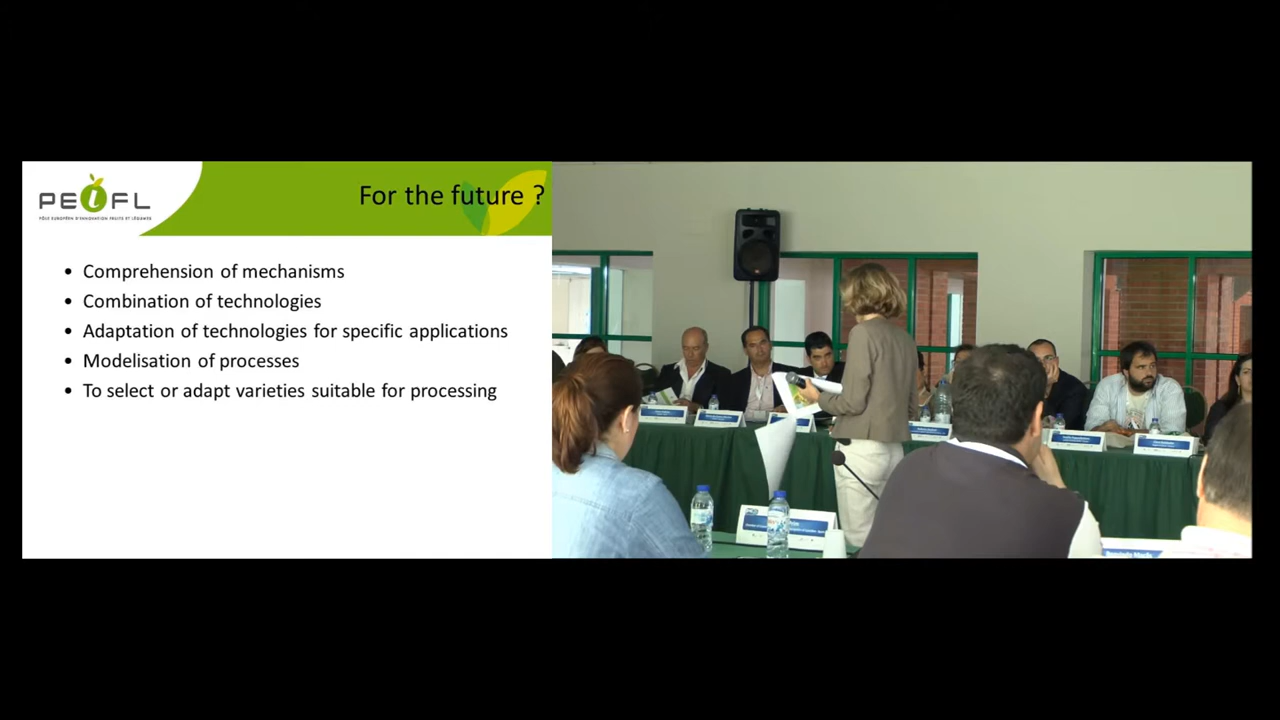 PEiFL
PÔLE EUROPÉEN D'INNOVATION FRUITS ET LÉGUMES
For the future ?
• Comprehension of mechanisms
• Combination of technologies
• Adaptation of technologies for specific applications
• Modelisation of processes
• To select or adapt varieties suitable for processing